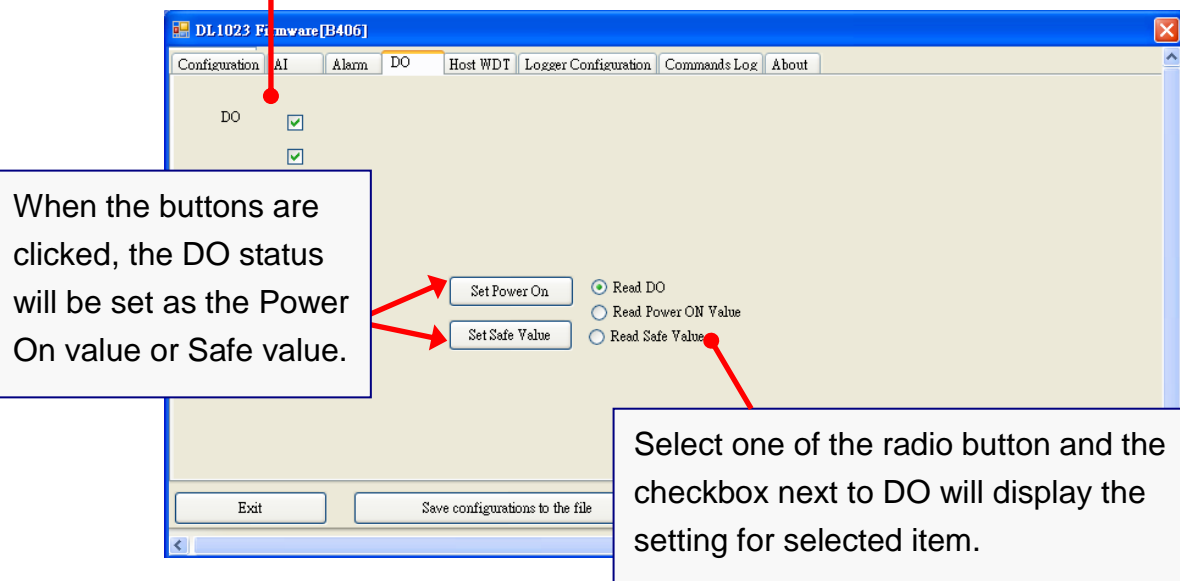 DL1023 Firmware[B406]
Configuration AI Alarm DO Host WDT Logger Configuration Commands Log About
DO
When the buttons are
clicked, the DO status
will be set as the Power
On value or Safe value.
Set Power On
Set Safe Value
Read DO
Read Power ON Value
Read Safe Value
Select one of the radio button and the
checkbox next to DO will display the
setting for selected item.
Exit
Save configurations to the file